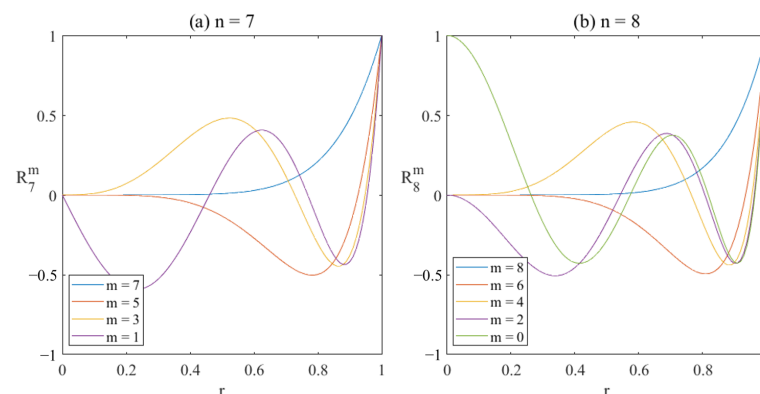 (a) n = 7
1
0.5
0
−0.5
−1
R_7^m
0
0.2
0.4
0.6
0.8
1
r
m = 7
m = 5
m = 3
m = 1
(b) n = 8
1
0.5
0
−0.5
−1
R_8^m
0
0.2
0.4
0.6
0.8
r
m = 8
m = 6
m = 4
m = 2
m = 0